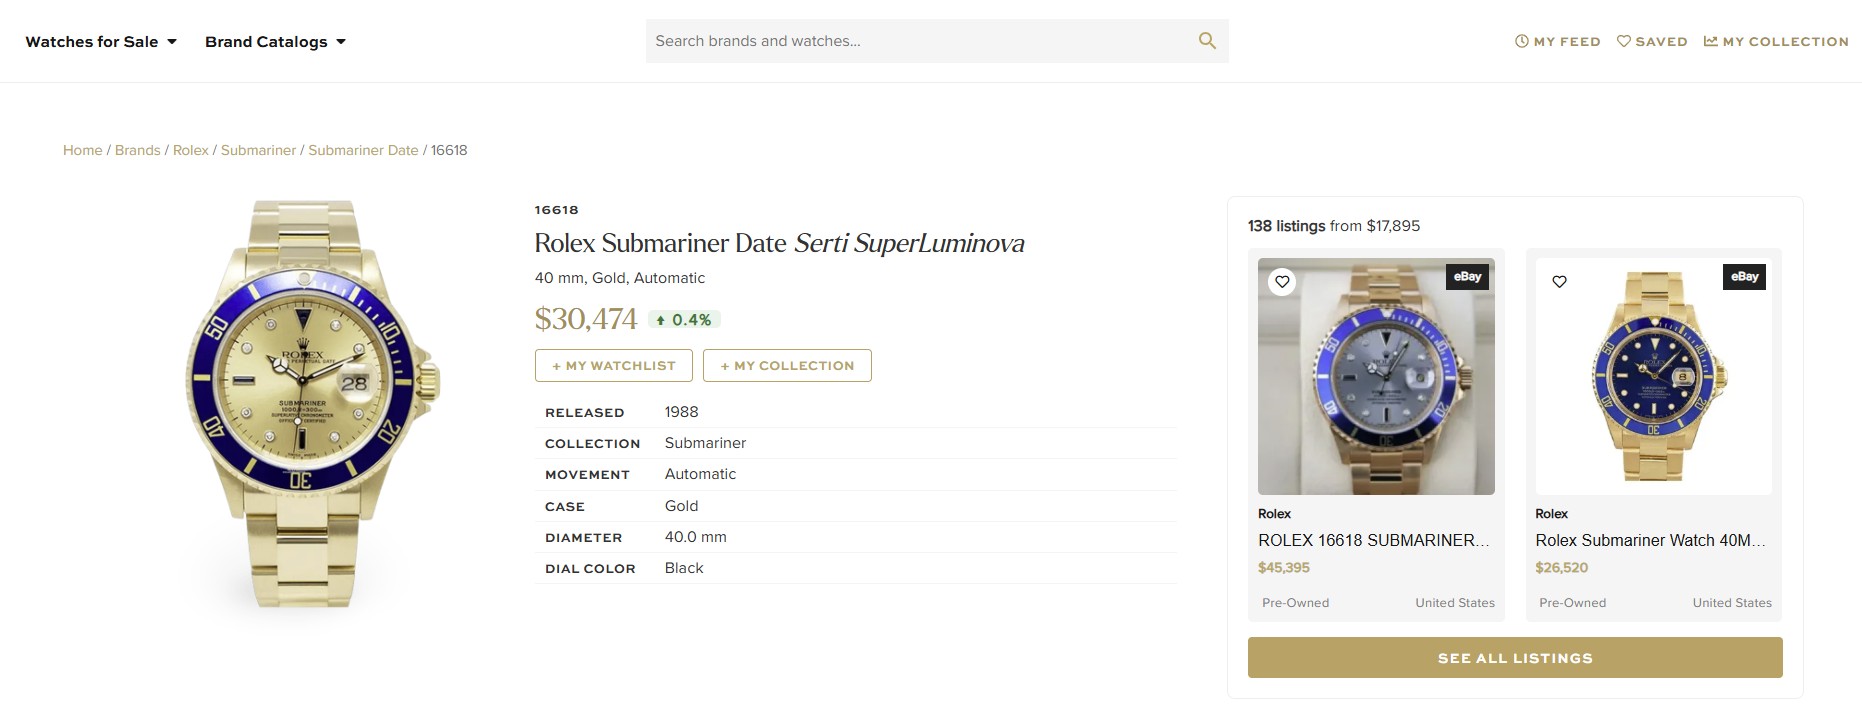 Watches for Sale
Brand Catalogs
Search brands and watches...
MY FEED
SAVED
MY COLLECTION
Home / Brands / Rolex / Submariner / Submariner Date / 16618
ROLEX
SUBMARINER
28
16618
Rolex Submariner Date Serti SuperLuminova
40 mm, Gold, Automatic
$30,474 0.4%
+ MY WATCHLIST
+ MY COLLECTION
RELEASED 1988
COLLECTION Submariner
MOVEMENT Automatic
CASE Gold
DIAMETER 40.0 mm
DIAL COLOR Black
138 listings from $17,895
eBay
Rolex
ROLEX 16618 SUBMARINER...
$45,395
Pre-Owned United States
eBay
Rolex
Rolex Submariner Watch 40M...
$26,520
Pre-Owned United States
SEE ALL LISTINGS